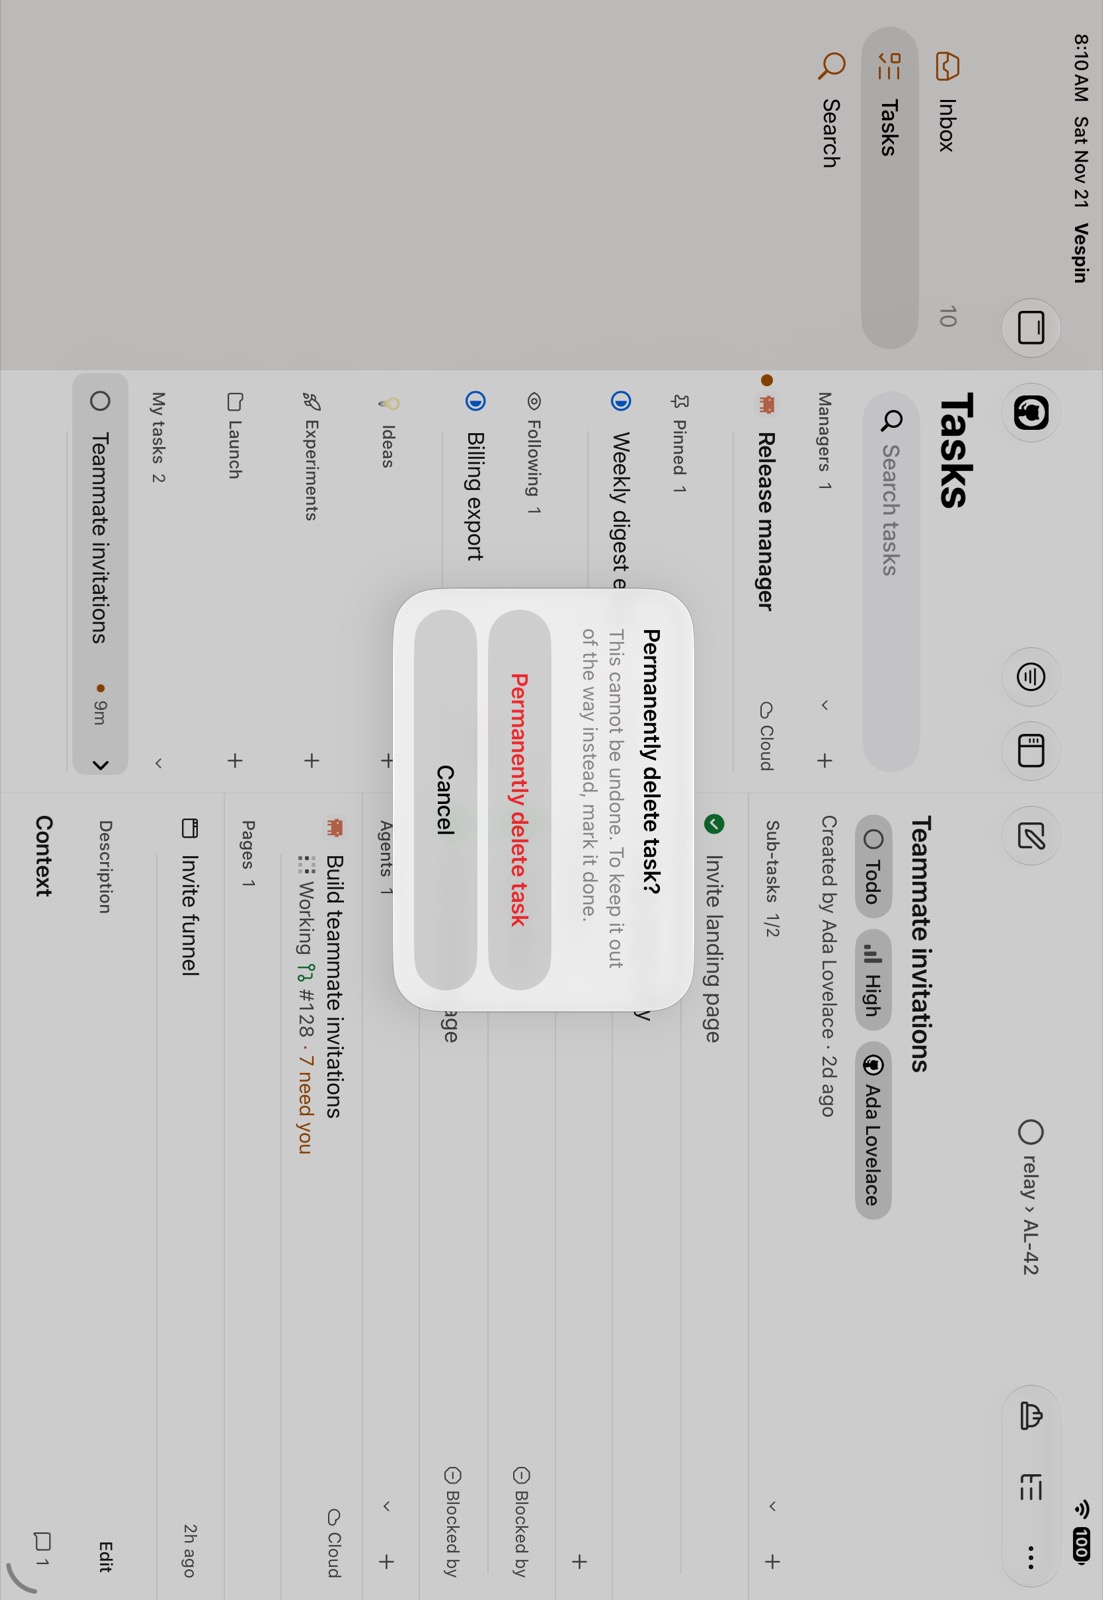 8:10 AM Sat Nov 21 Vespin
100
Inbox 10
Tasks
Search
Tasks
Search tasks
Managers 1
Release manager Cloud
Pinned 1
Weekly digest e
Following 1
Billing export
Ideas
Experiments
Launch
My tasks 2
Teammate invitations 9m
relay › AL-42
Teammate invitations
Todo High Ada Lovelace
Created by Ada Lovelace · 2d ago
Sub-tasks 1/2
Invite landing page
y
Blocked by
age Blocked by
Agents 1
Build teammate invitations Cloud
Working #128 · 7 need you
Pages 1
Invite funnel 2h ago
Description Edit
Context 1
Permanently delete task?
This cannot be undone. To keep it out
of the way instead, mark it done.
Permanently delete task
Cancel